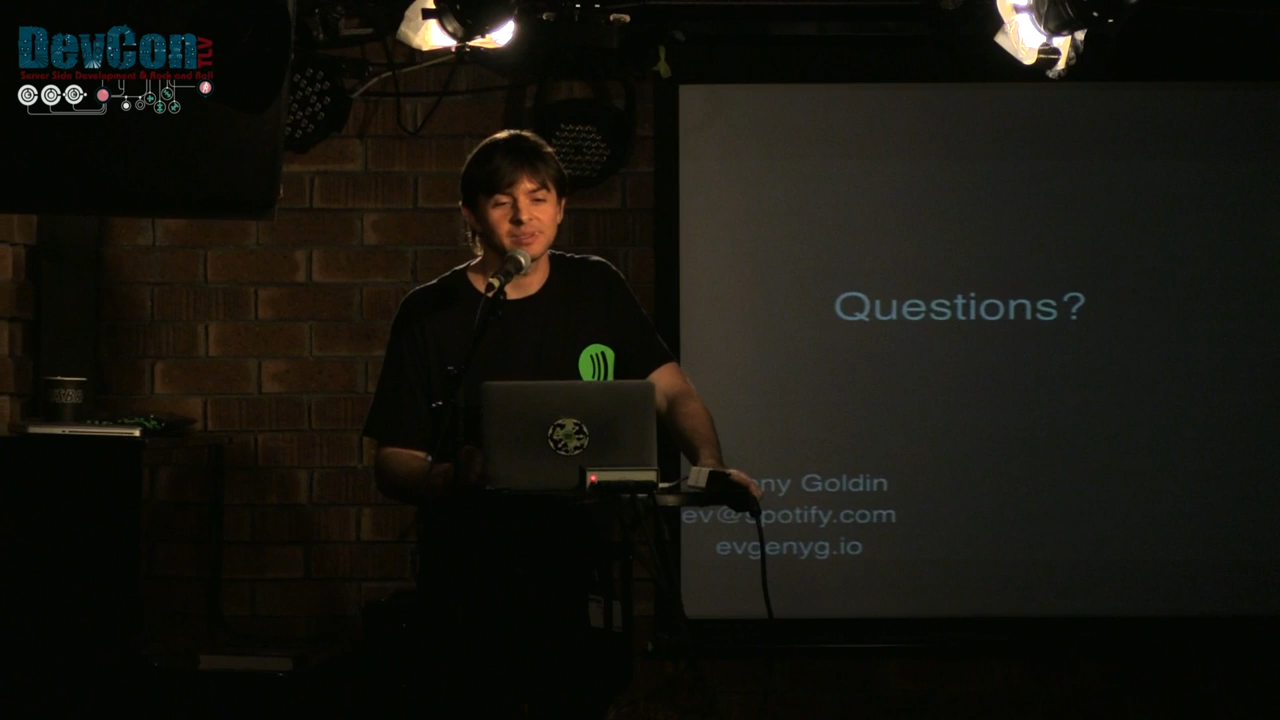 DevCon TLV
Server Side Development & Rock and Roll
Questions?
ny Goldin
ev@spotify.com
evgenyg.io